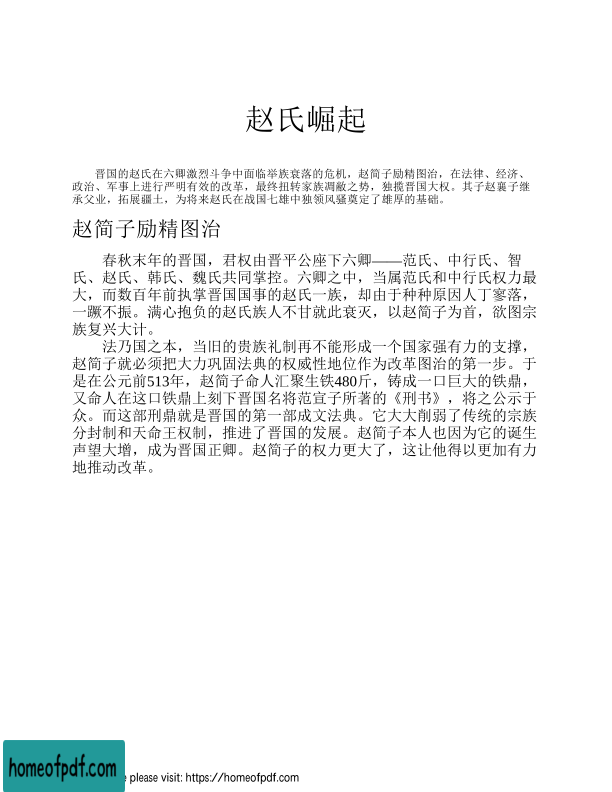 赵氏崛起
晋国的赵氏在六卿激烈斗争中面临举族衰落的危机，赵简子励精图治，在法律、经济、
政治、军事上进行严明有效的改革，最终扭转家族凋敝之势，独揽晋国大权。其子赵襄子继
承父业，拓展疆土，为将来赵氏在战国七雄中独领风骚奠定了雄厚的基础。
赵简子励精图治
春秋末年的晋国，君权由晋平公座下六卿——范氏、中行氏、智
氏、赵氏、韩氏、魏氏共同掌控。六卿之中，当属范氏和中行氏权力最
大，而数百年前执掌晋国国事的赵氏一族，却由于种种原因人丁寥落，
一蹶不振。满心抱负的赵氏族人不甘就此衰灭，以赵简子为首，欲图宗
族复兴大计。
法乃国之本，当旧的贵族礼制再不能形成一个国家强有力的支撑，
赵简子就必须把大力巩固法典的权威性地位作为改革图治的第一步。于
是在公元前513年，赵简子命人汇聚生铁480斤，铸成一口巨大的铁鼎，
又命人在这口铁鼎上刻下晋国名将范宣子所著的《刑书》，将之公示于
众。而这部刑鼎就是晋国的第一部成文法典。它大大削弱了传统的宗族
分封制和天命王权制，推进了晋国的发展。赵简子本人也因为它的诞生
声望大增，成为晋国正卿。赵简子的权力更大了，这让他得以更加有力
地推动改革。
homeofpdf.com
e please visit: https://homeofpdf.com